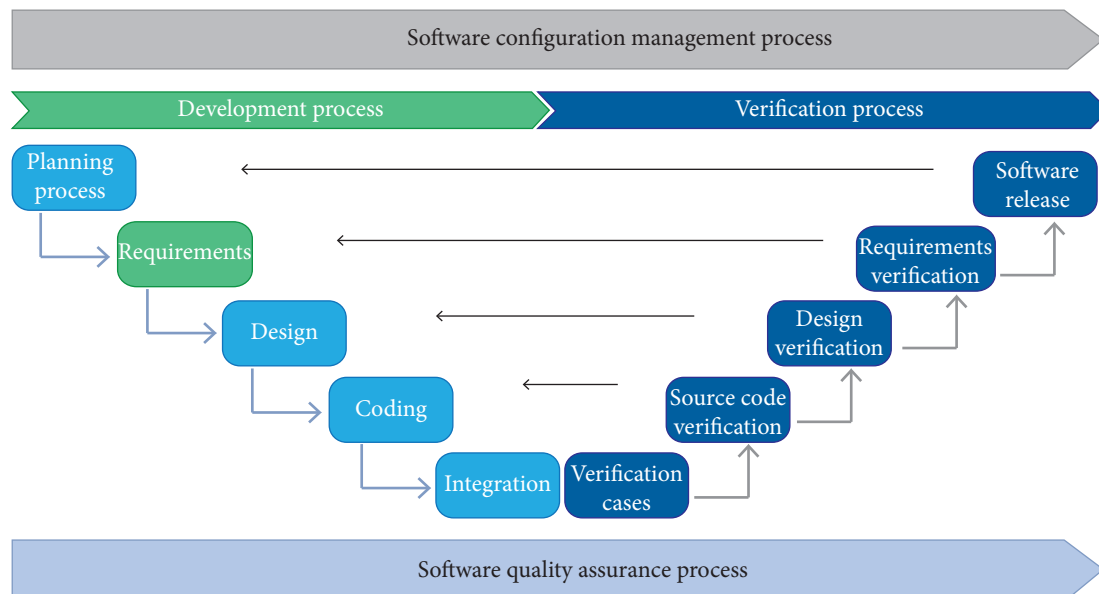 Software configuration management process
Development process
Verification process
Planning
process
Software
release
Requirements
Requirements
verification
Design
Design
verification
Coding
Source code
verification
Integration
Verification
cases
Software quality assurance process